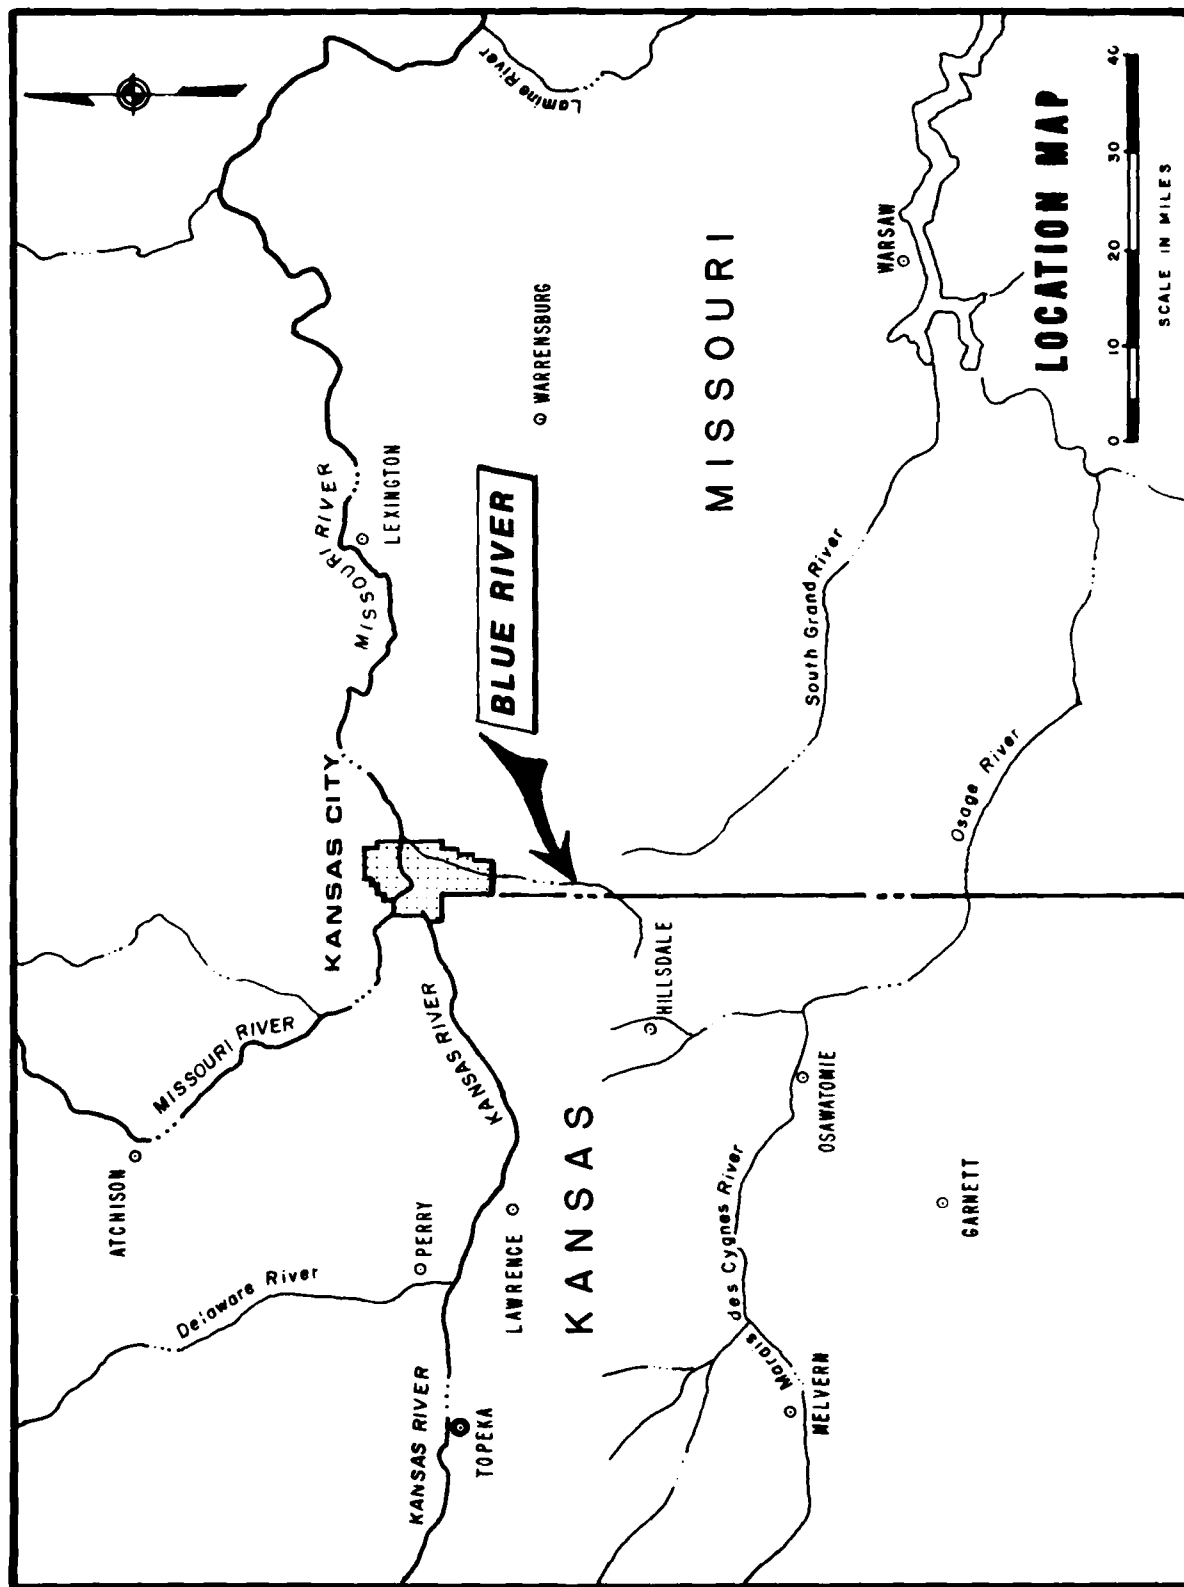 ATCHISON
MISSOURI RIVER
KANSAS CITY
MISSOURI RIVER
LEXINGTON
Lamine River
Delaware River
PERRY
KANSAS RIVER
KANSAS RIVER
TOPEKA
LAWRENCE
BLUE RIVER
WARRENSBURG
KANSAS
HILLSDALE
MISSOURI
Marais des Cygnes River
MELVERN
OSAWATOMIE
GARNETT
South Grand River
Osage River
WARSAW
LOCATION MAP
0 10 20 30 40
SCALE IN MILES